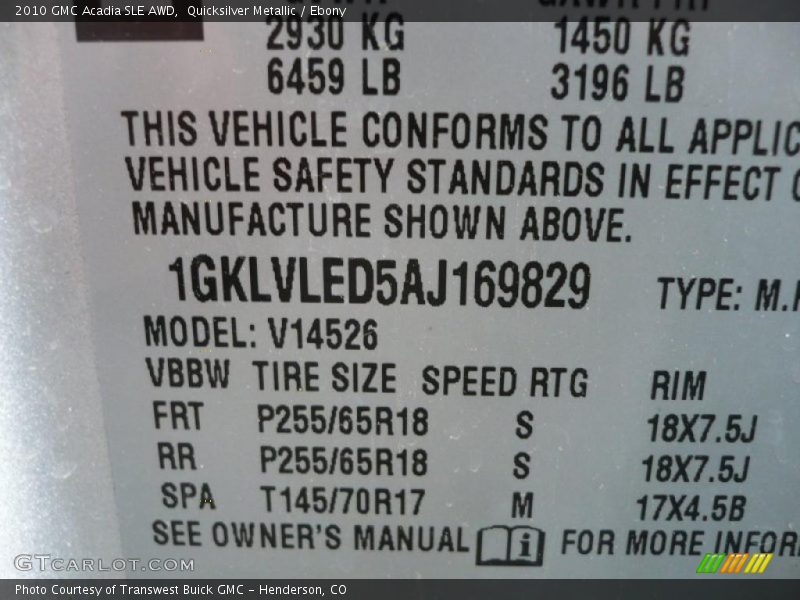 2010 GMC Acadia SLE AWD,  Quicksilver Metallic / Ebony
2930 KG 1450 KG
6459 LB 3196 LB
THIS VEHICLE CONFORMS TO ALL APPLIC
VEHICLE SAFETY STANDARDS IN EFFECT
MANUFACTURE SHOWN ABOVE.
1GKLVLED5AJ169829 TYPE: M.
MODEL: V14526
VBBW TIRE SIZE SPEED RTG RIM
FRT P255/65R18 S 18X7.5J
RR P255/65R18 S 18X7.5J
SPA T145/70R17 M 17X4.5B
SEE OWNER'S MANUAL i FOR MORE INFOR
GTCARLOT.COM
Photo Courtesy of Transwest Buick GMC - Henderson, CO